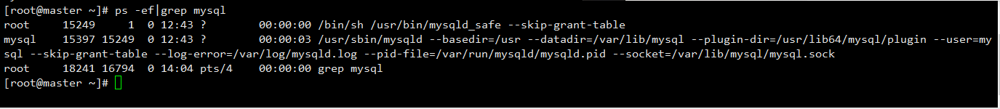 [root@master ~]# ps -ef|grep mysql
root     15249     1  0 12:43 ?        00:00:00 /bin/sh /usr/bin/mysqld_safe --skip-grant-table
mysql    15397 15249  0 12:43 ?        00:00:03 /usr/sbin/mysqld --basedir=/usr --datadir=/var/lib/mysql --plugin-dir=/usr/lib64/mysql/plugin --user=my
sql --skip-grant-table --log-error=/var/log/mysqld.log --pid-file=/var/run/mysqld/mysqld.pid --socket=/var/lib/mysql/mysql.sock
root     18241 16794  0 14:04 pts/4    00:00:00 grep mysql
[root@master ~]#